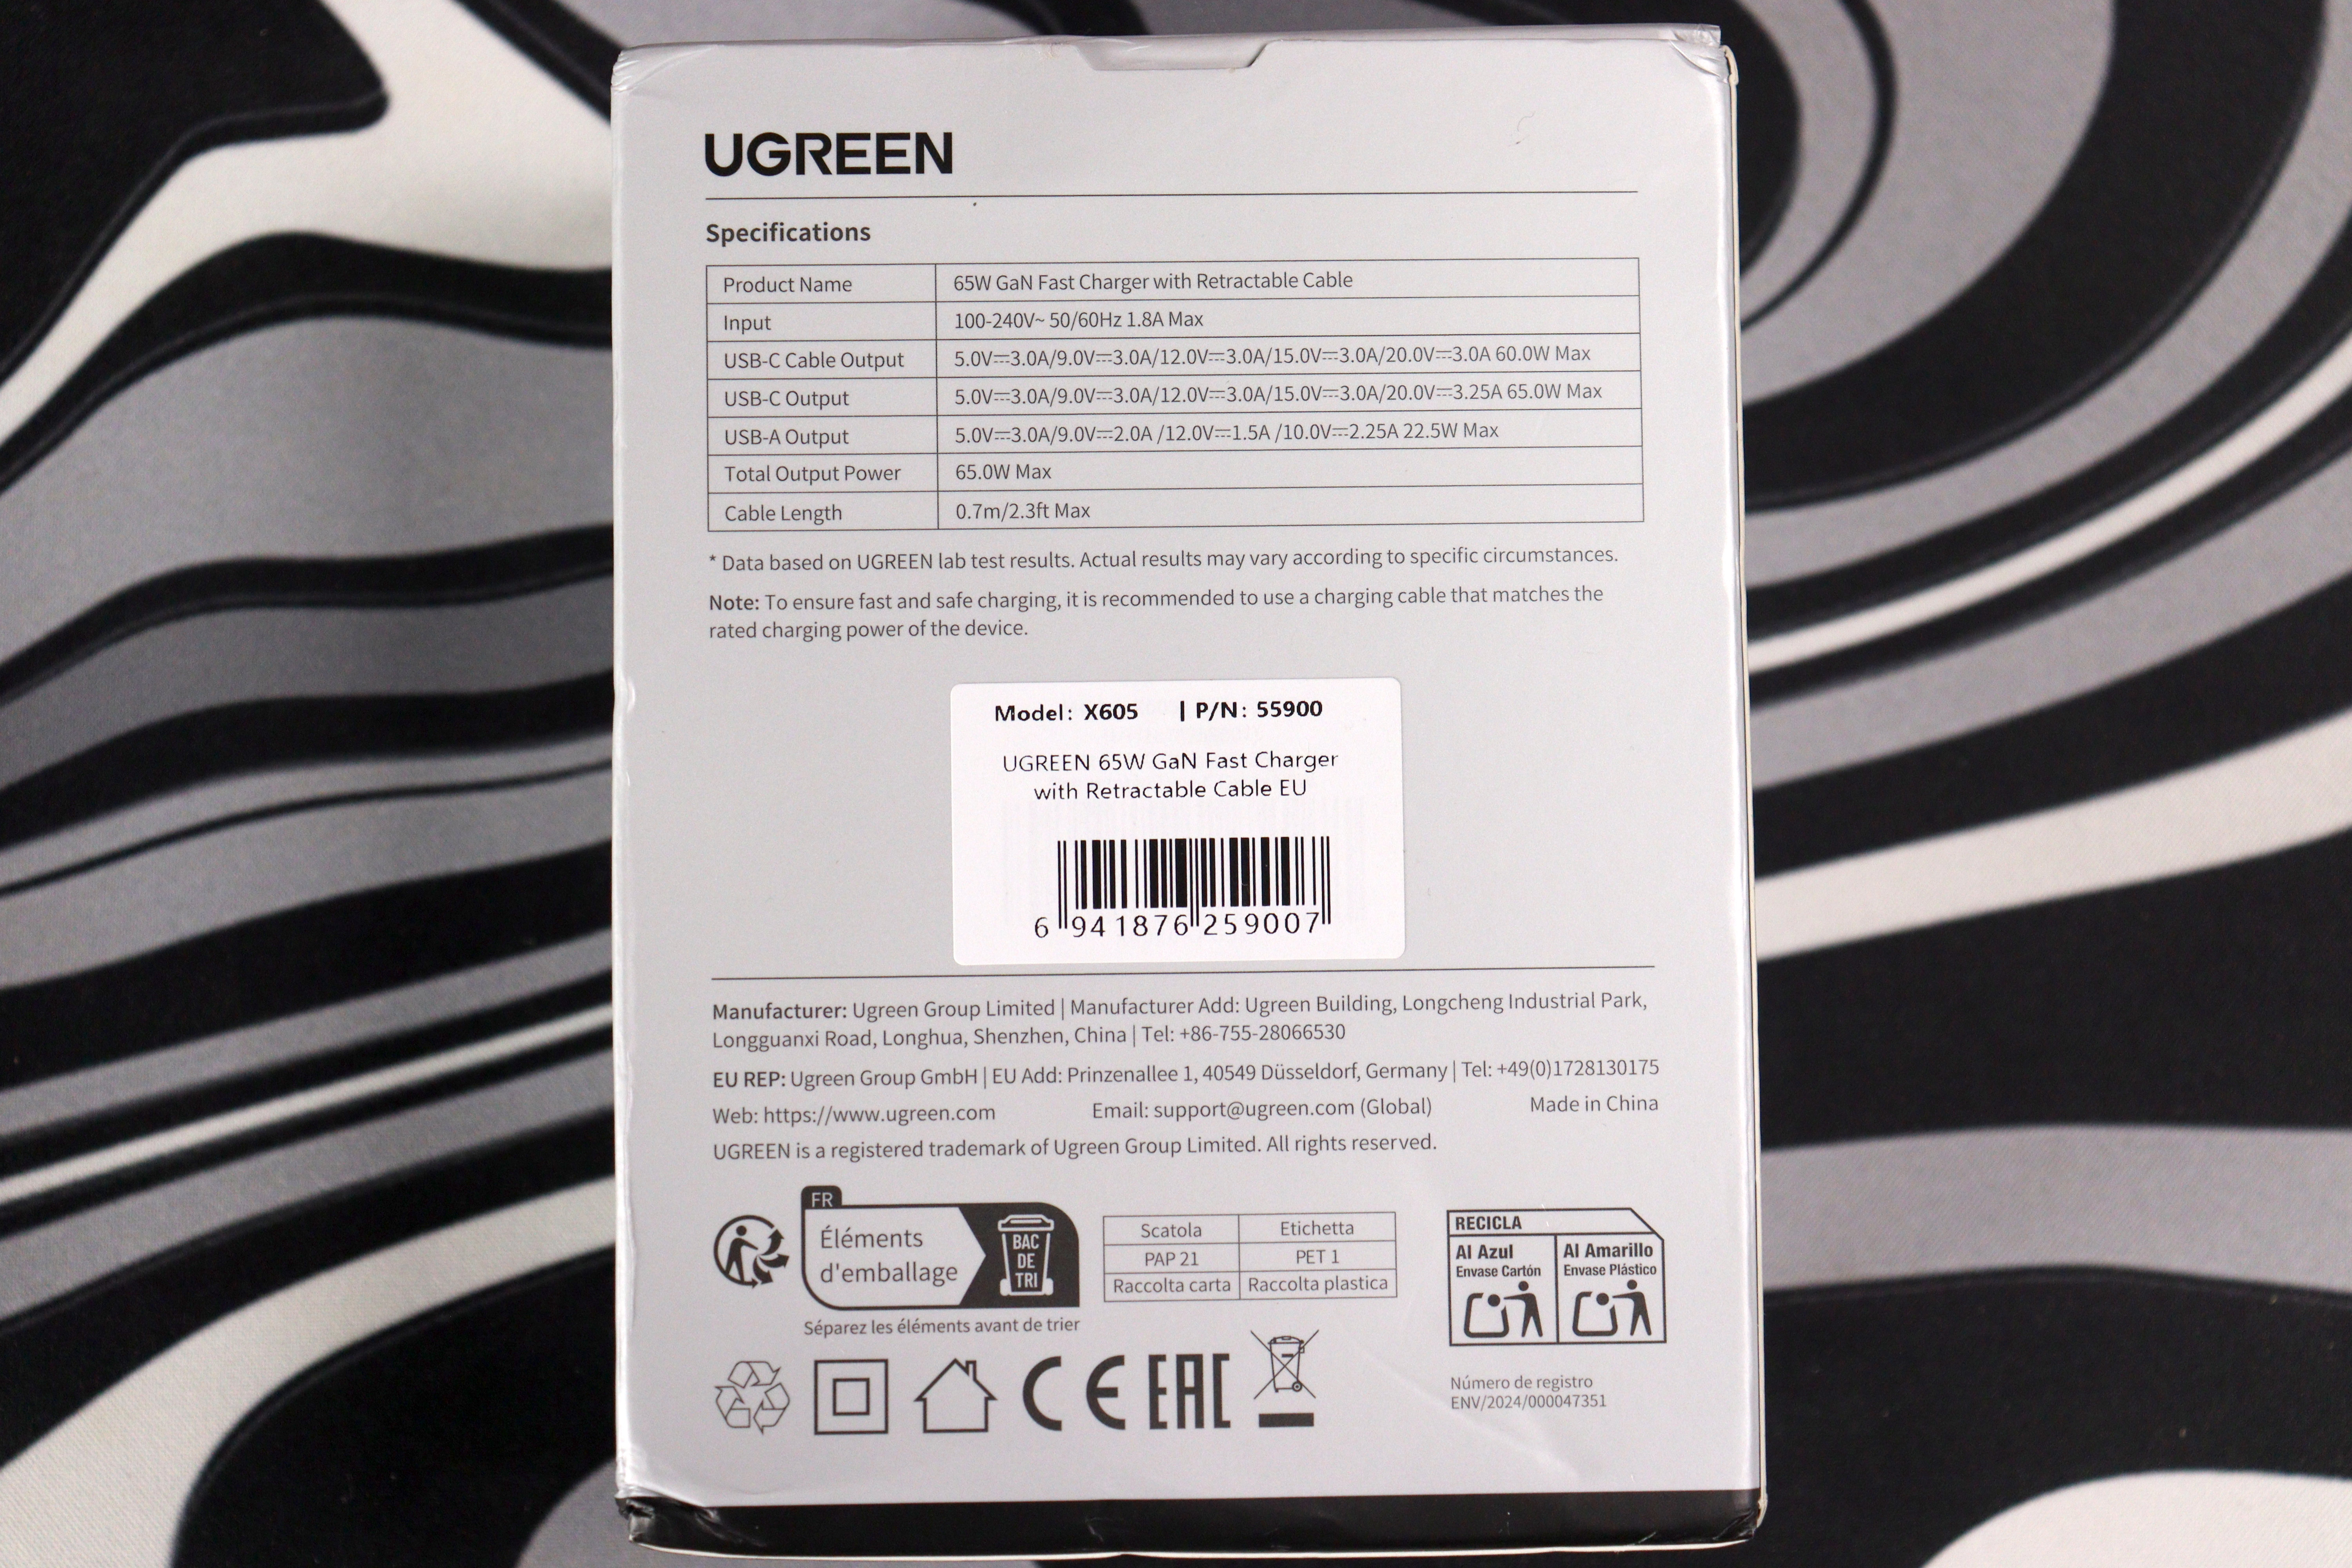 UGREEN
Specifications
Product Name 65W GaN Fast Charger with Retractable Cable
Input 100-240V~ 50/60Hz 1.8A Max
USB-C Cable Output 5.0V⎓3.0A/9.0V⎓3.0A/12.0V⎓3.0A/15.0V⎓3.0A/20.0V⎓3.0A 60.0W Max
USB-C Output 5.0V⎓3.0A/9.0V⎓3.0A/12.0V⎓3.0A/15.0V⎓3.0A/20.0V⎓3.25A 65.0W Max
USB-A Output 5.0V⎓3.0A/9.0V⎓2.0A /12.0V⎓1.5A /10.0V⎓2.25A 22.5W Max
Total Output Power 65.0W Max
Cable Length 0.7m/2.3ft Max
* Data based on UGREEN lab test results. Actual results may vary according to specific circumstances.
Note: To ensure fast and safe charging, it is recommended to use a charging cable that matches the
rated charging power of the device.
Model: X605 | P/N: 55900
UGREEN 65W GaN Fast Charger
with Retractable Cable EU
6 941876 259007
Manufacturer: Ugreen Group Limited | Manufacturer Add: Ugreen Building, Longcheng Industrial Park,
Longguanxi Road, Longhua, Shenzhen, China | Tel: +86-755-28066530
EU REP: Ugreen Group GmbH | EU Add: Prinzenallee 1, 40549 Düsseldorf, Germany | Tel: +49(0)1728130175
Web: https://www.ugreen.com Email: support@ugreen.com (Global) Made in China
UGREEN is a registered trademark of Ugreen Group Limited. All rights reserved.
FR
Éléments
d'emballage
BAC
DE
TRI
Séparez les éléments avant de trier
Scatola Etichetta
PAP 21 PET 1
Raccolta carta Raccolta plastica
RECICLA
Al Azul Al Amarillo
Envase Cartón Envase Plástico
CE EAC
Número de registro
ENV/2024/000047351